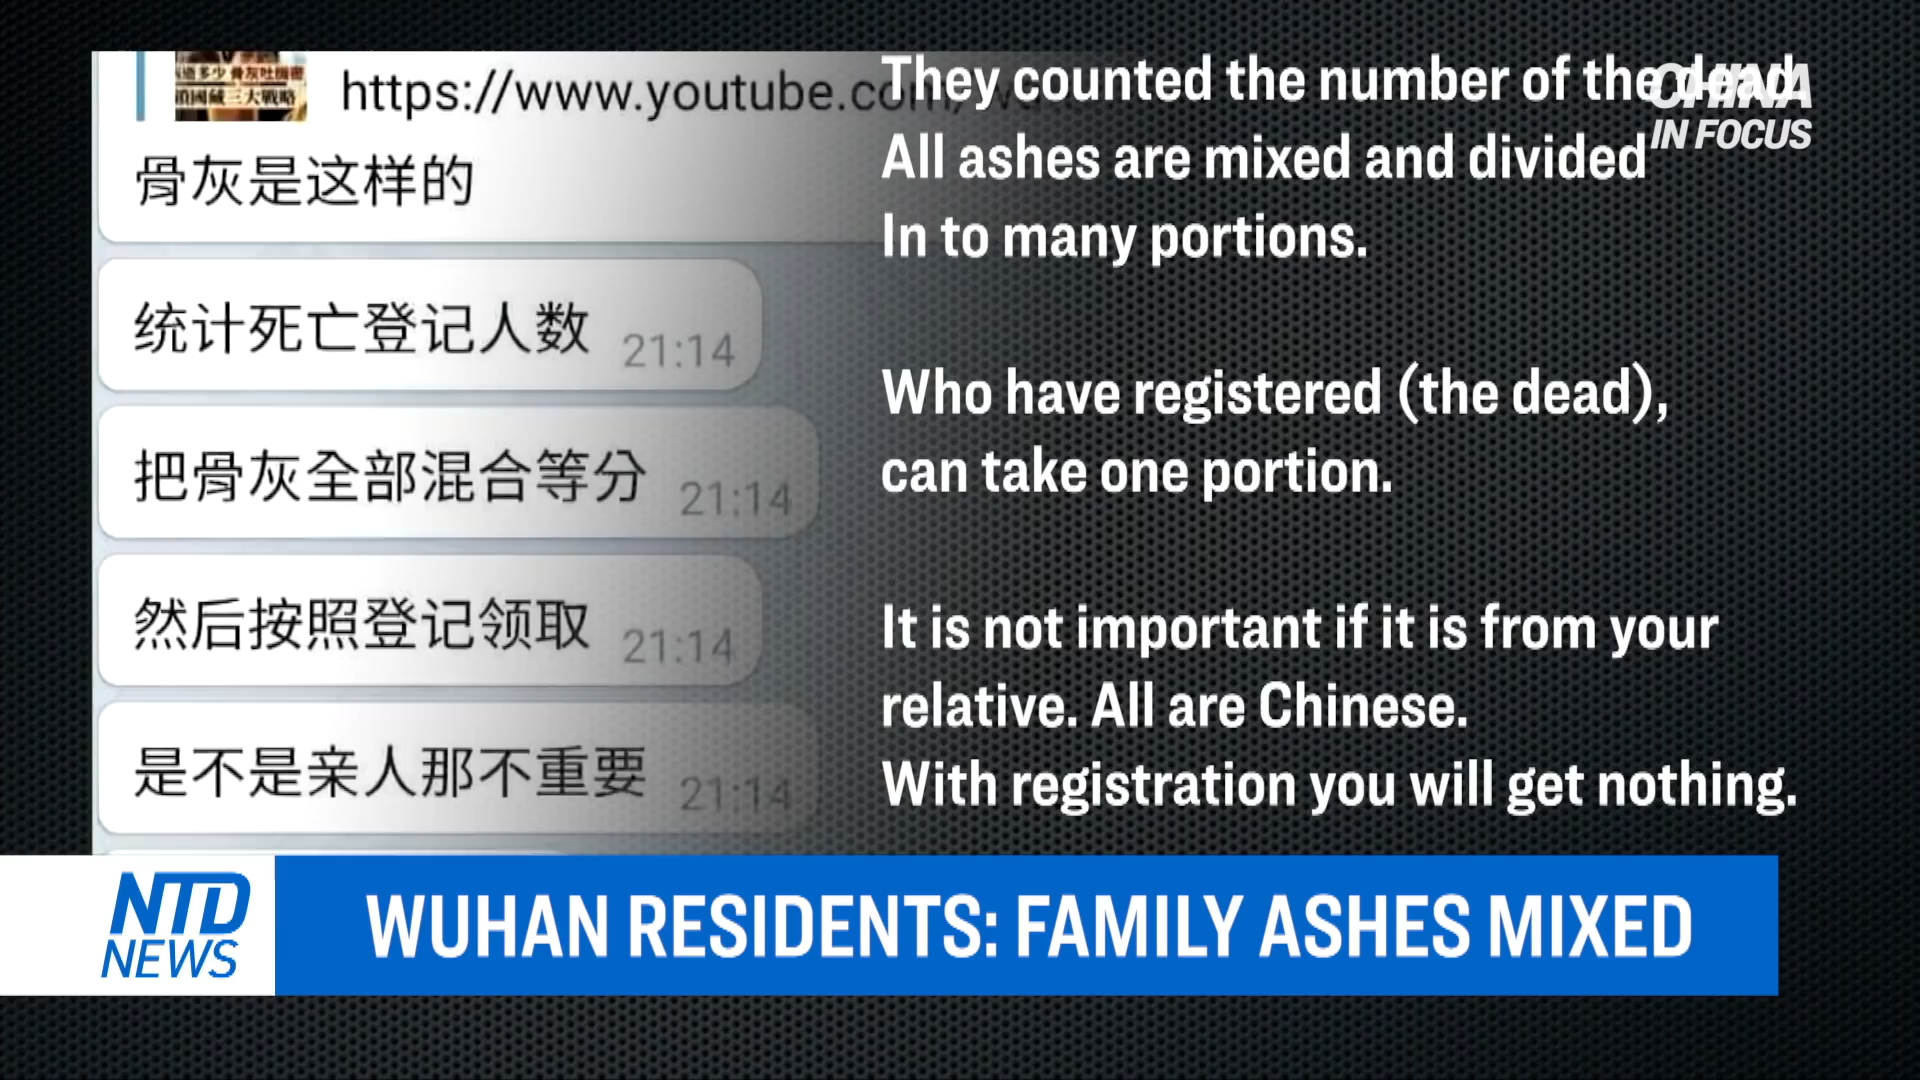 https://www.youtube.com/
骨灰是这样的
统计死亡登记人数 21:14
把骨灰全部混合等分 21:14
然后按照登记领取 21:14
是不是亲人那不重要 21:14
They counted the number of the dead
All ashes are mixed and divided
In to many portions.
Who have registered (the dead),
can take one portion.
It is not important if it is from your
relative. All are Chinese.
With registration you will get nothing.
CHINA
IN FOCUS
NTD
NEWS
WUHAN RESIDENTS: FAMILY ASHES MIXED